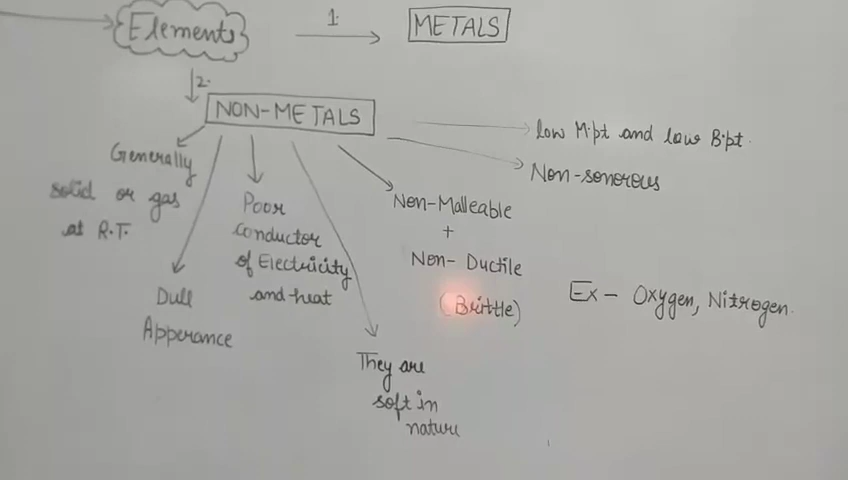 Elements
1.
METALS
2.
NON-METALS
Generally
solid or gas
at R.T.
Dull
Apperance
Poor
conductor
of Electricity
and heat
They are
soft in
nature
Non-Malleable
+
Non-Ductile
(Brittle)
low M.pt and low B.pt.
Non-sonorous
Ex- Oxygen, Nitrogen.